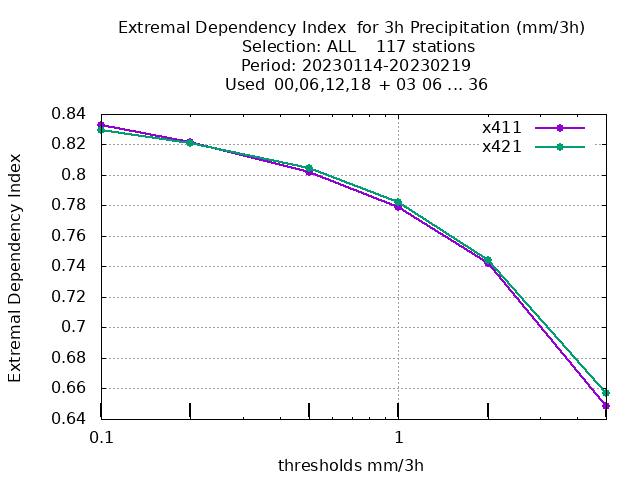 Extremal Dependency Index  for 3h Precipitation (mm/3h)
Selection: ALL    117 stations
Period: 20230114-20230219
Used  00,06,12,18  + 03 06 ... 36
x411
x421
0.84
0.82
0.8
0.78
0.76
0.74
0.72
0.7
0.68
0.66
0.64
Extremal Dependency Index
0.1
1
thresholds mm/3h